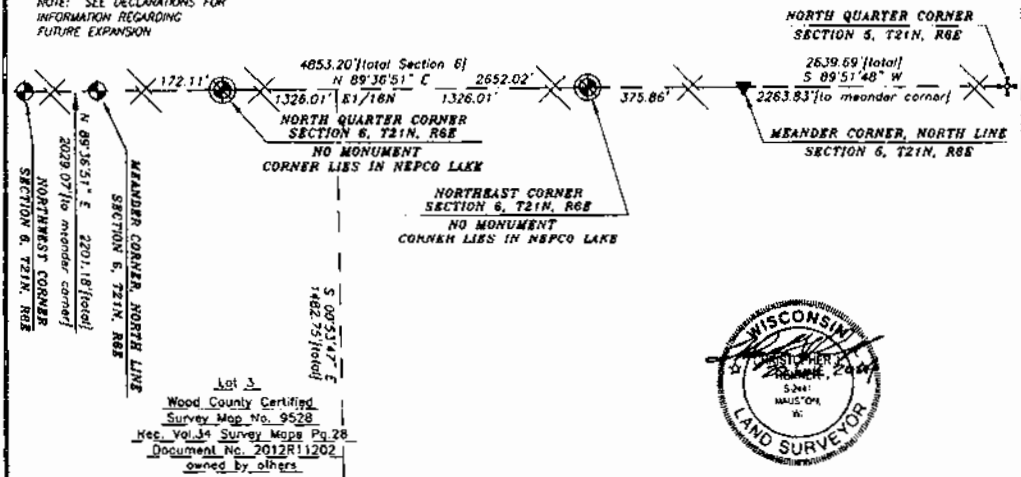 NOTE: SEE DECLARATIONS FOR
INFORMATION REGARDING
FUTURE EXPANSION
NORTH QUARTER CORNER
SECTION 5, T21N, R6E
172.11'
4853.20'[total Section 6]
N 89°36'51" E
1326.01'
E1/16N
2652.02'
1326.01'
375.86'
2639.69'[total]
S 89°51'48" W
2263.83'[to meander corner]
NORTH QUARTER CORNER
SECTION 6, T21N, R6E
NO MONUMENT
CORNER LIES IN NEPCO LAKE
MEANDER CORNER, NORTH LINE
SECTION 5, T21N, R6E
NORTHEAST CORNER
SECTION 6, T21N, R6E
NO MONUMENT
CORNER LIES IN NEPCO LAKE
MEANDER CORNER, NORTH LINE
SECTION 6, T21N, R6E
N 89°36'51" E 2201.18'[total]
2029.07'[to meander corner]
NORTHWEST CORNER
SECTION 6, T21N, R6E
S 00°53'47" E
1482.75'[total]
Lot 3
Wood County Certified
Survey Map No. 9528
Rec. Vol.34 Survey Maps Pg.28
Document No. 2012R11202
owned by others
WISCONSIN
CHRISTOPHER J.
MAUSTON,
WI
LAND SURVEYOR